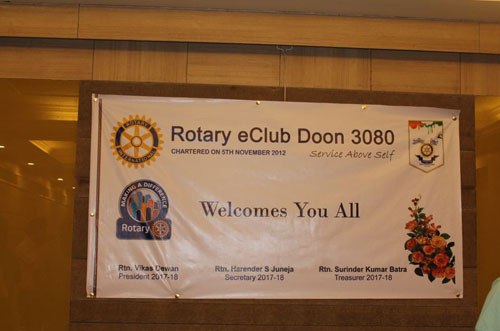 ROTARY
INTERNATIONAL
Rotary eClub Doon 3080
CHARTERED ON 5TH NOVEMBER 2012
Service Above Self
MAKING A DIFFERENCE
Rotary
Welcomes You All
Rtn. Vikas Dewan
President 2017-18
Rtn. Harender S Juneja
Secretary 2017-18
Rtn. Surinder Kumar Batra
Treasurer 2017-18